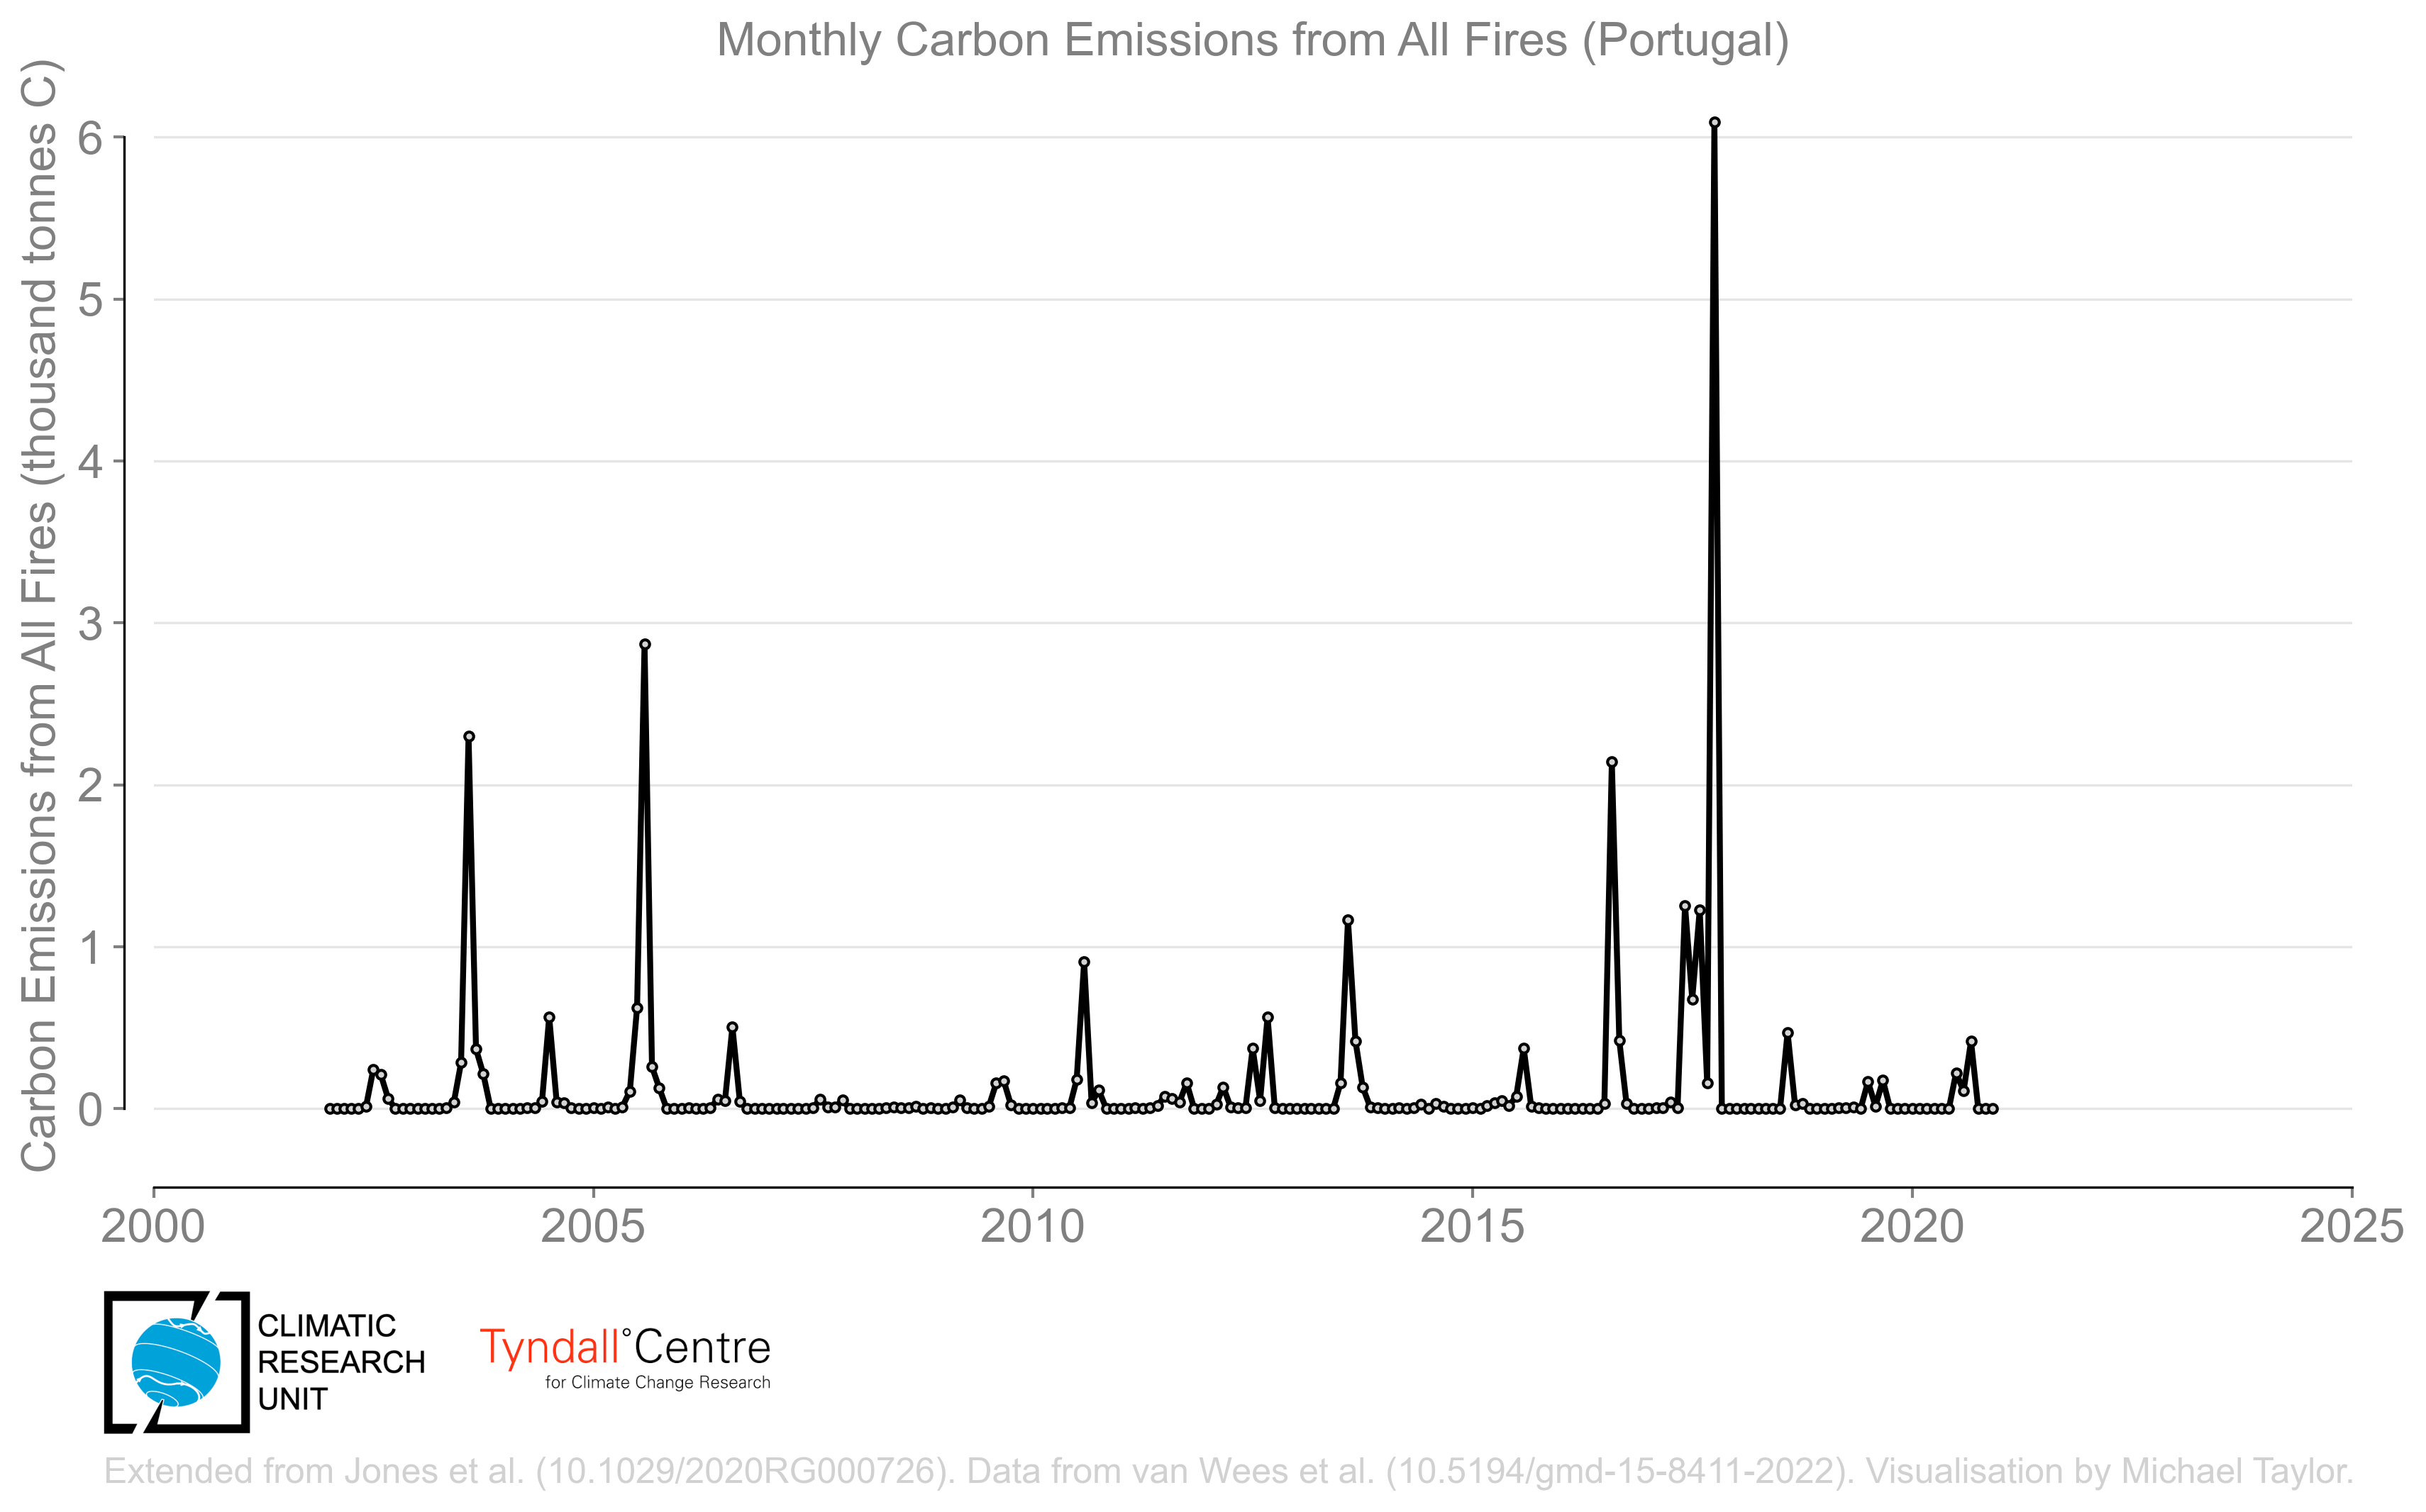 Monthly Carbon Emissions from All Fires (Portugal)
Carbon Emissions from All Fires (thousand tonnes C)
6
5
4
3
2
1
0
2000 2005 2010 2015 2020 2025
CLIMATIC
RESEARCH
UNIT
Tyndall°Centre
for Climate Change Research
Extended from Jones et al. (10.1029/2020RG000726). Data from van Wees et al. (10.5194/gmd-15-8411-2022). Visualisation by Michael Taylor.